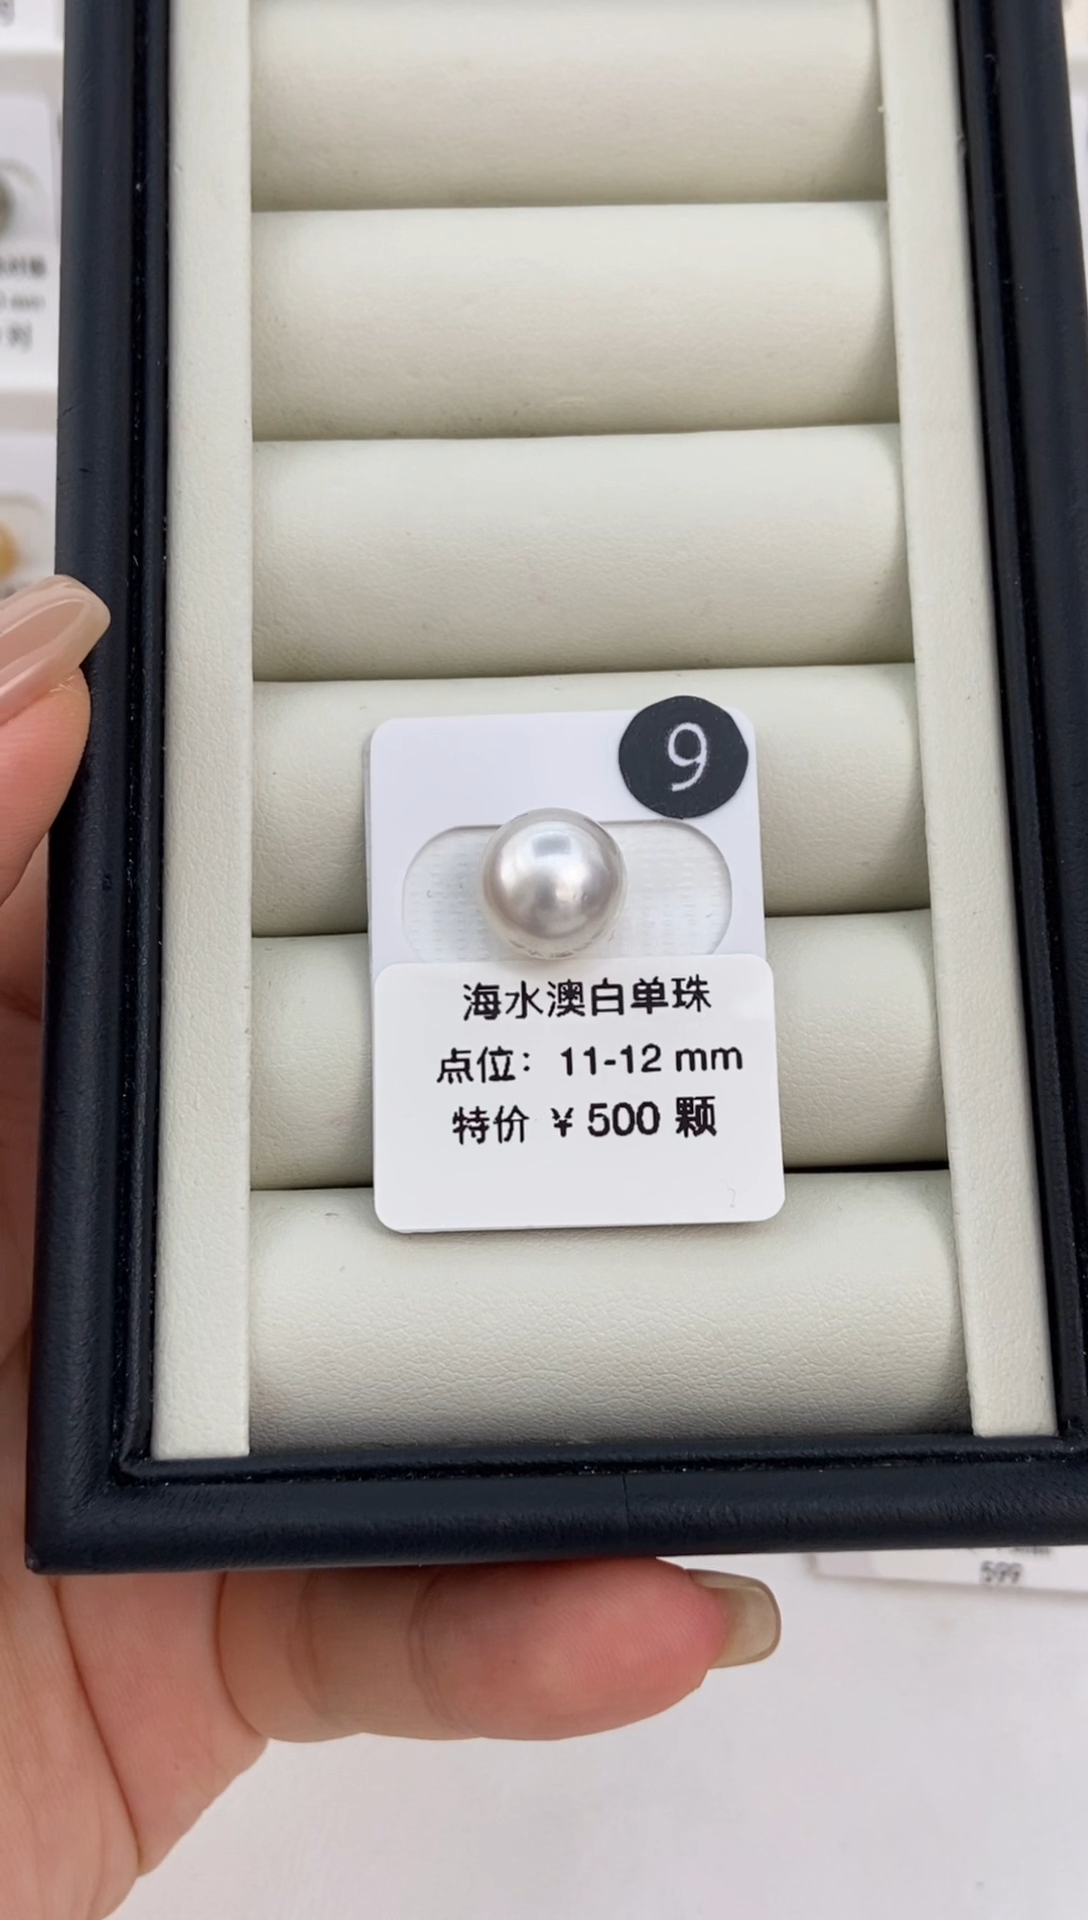 9
海水澳白单珠
点位：11-12 mm
特价 ¥ 500 颗
599